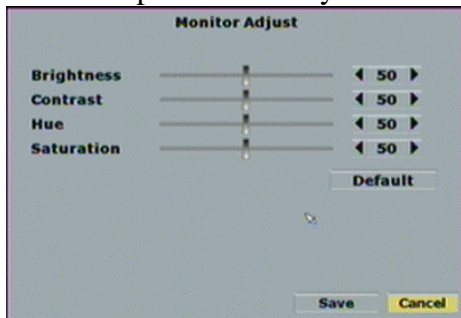 Monitor Adjust
Brightness 50
Contrast 50
Hue 50
Saturation 50
Default
Save Cancel